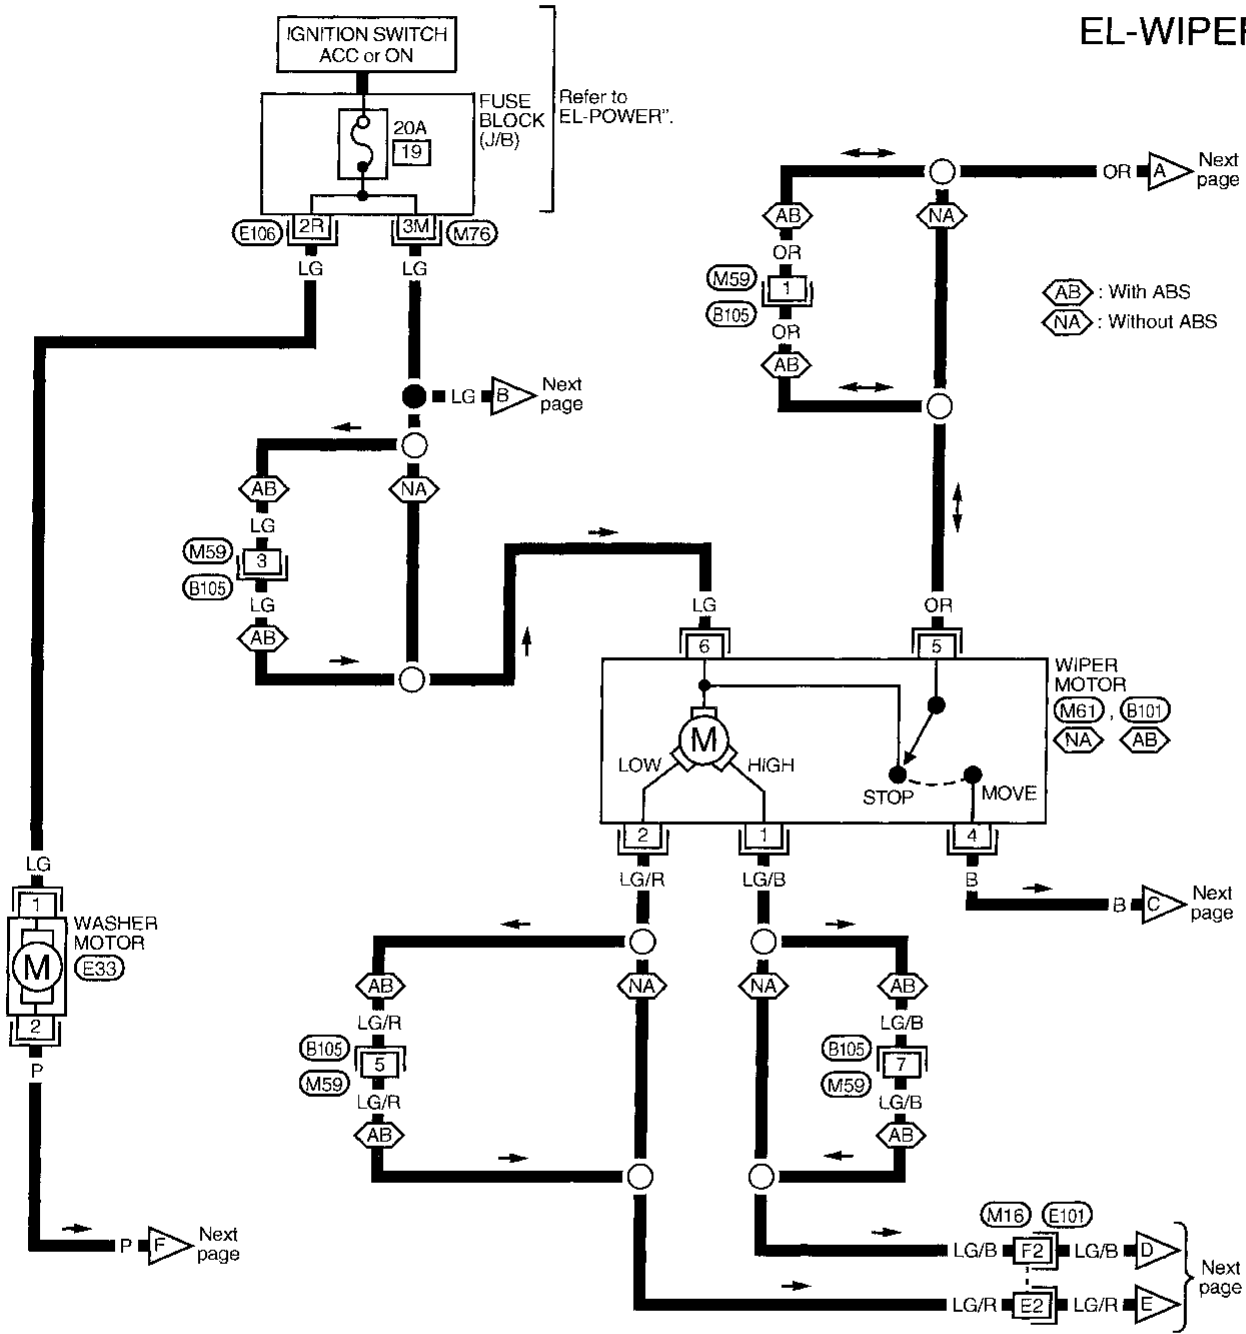 EL-WIPER
IGNITION SWITCH
ACC or ON
FUSE
BLOCK
(J/B)
Refer to
EL-POWER".
20A
19
E106
2R
3M
M76
LG
LG
LG
B
Next
page
AB
NA
LG
M59
3
B105
LG
AB
OR
A
Next
page
AB
NA
OR
M59
1
B105
OR
AB
AB : With ABS
NA : Without ABS
LG
OR
6
5
WIPER
MOTOR
M61 , B101
NA
AB
M
LOW
HIGH
STOP
MOVE
2
1
4
LG/R
LG/B
B
B
C
Next
page
LG
1
WASHER
MOTOR
E33
M
2
P
P
F
Next
page
AB
NA
NA
AB
LG/R
LG/B
B105
5
B105
7
M59
M59
LG/R
LG/B
AB
AB
M16
E101
LG/B
F2
LG/B
D
LG/R
E2
LG/R
E
Next
page